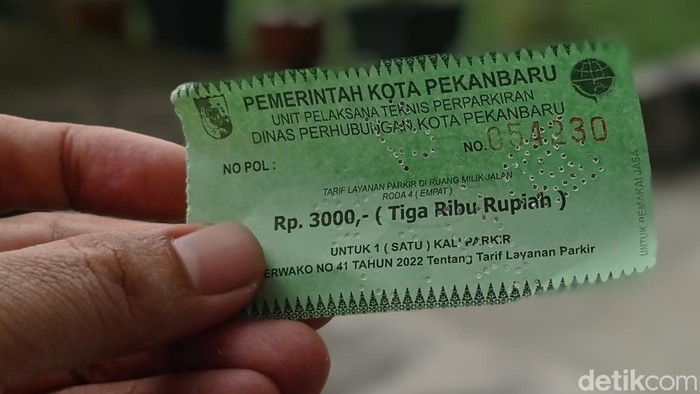 PEMERINTAH KOTA PEKANBARU
UNIT PELAKSANA TEKNIS PERPARKIRAN
DINAS PERHUBUNGAN KOTA PEKANBARU
NO. 054230
NO POL :
TARIF LAYANAN PARKIR DI RUANG MILIK JALAN
RODA 4 ( EMPAT )
Rp. 3000,- ( Tiga Ribu Rupiah )
UNTUK 1 ( SATU ) KALI PARKIR
ERWAKO NO 41 TAHUN 2022 Tentang Tarif Layanan Parkir
UNTUK PEMAKAI JASA
detikcom